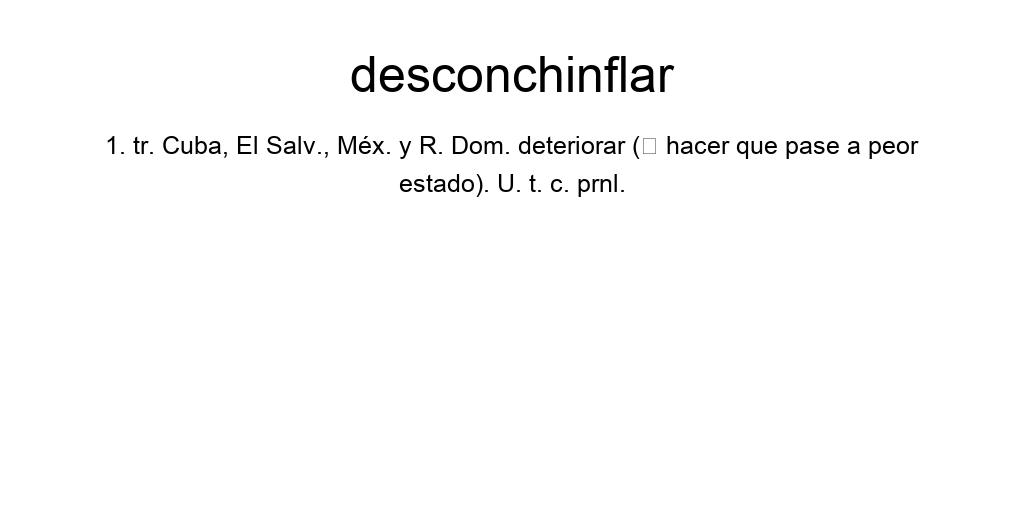 desconchinflar
1. tr. Cuba, El Salv., Méx. y R. Dom. deteriorar (□ hacer que pase a peor
estado). U. t. c. prnl.